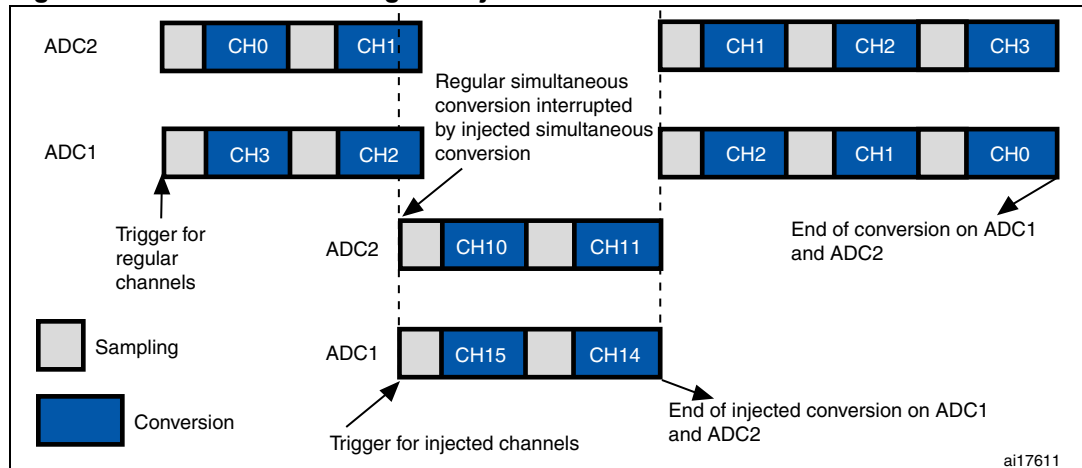 ADC2
CH0
CH1
CH1
CH2
CH3
Regular simultaneous
conversion interrupted
by injected simultaneous
conversion
ADC1
CH3
CH2
CH2
CH1
CH0
Trigger for
regular
channels
ADC2
CH10
CH11
End of conversion on ADC1
and ADC2
Sampling
ADC1
CH15
CH14
Conversion
Trigger for injected channels
End of injected conversion on ADC1
and ADC2
ai17611